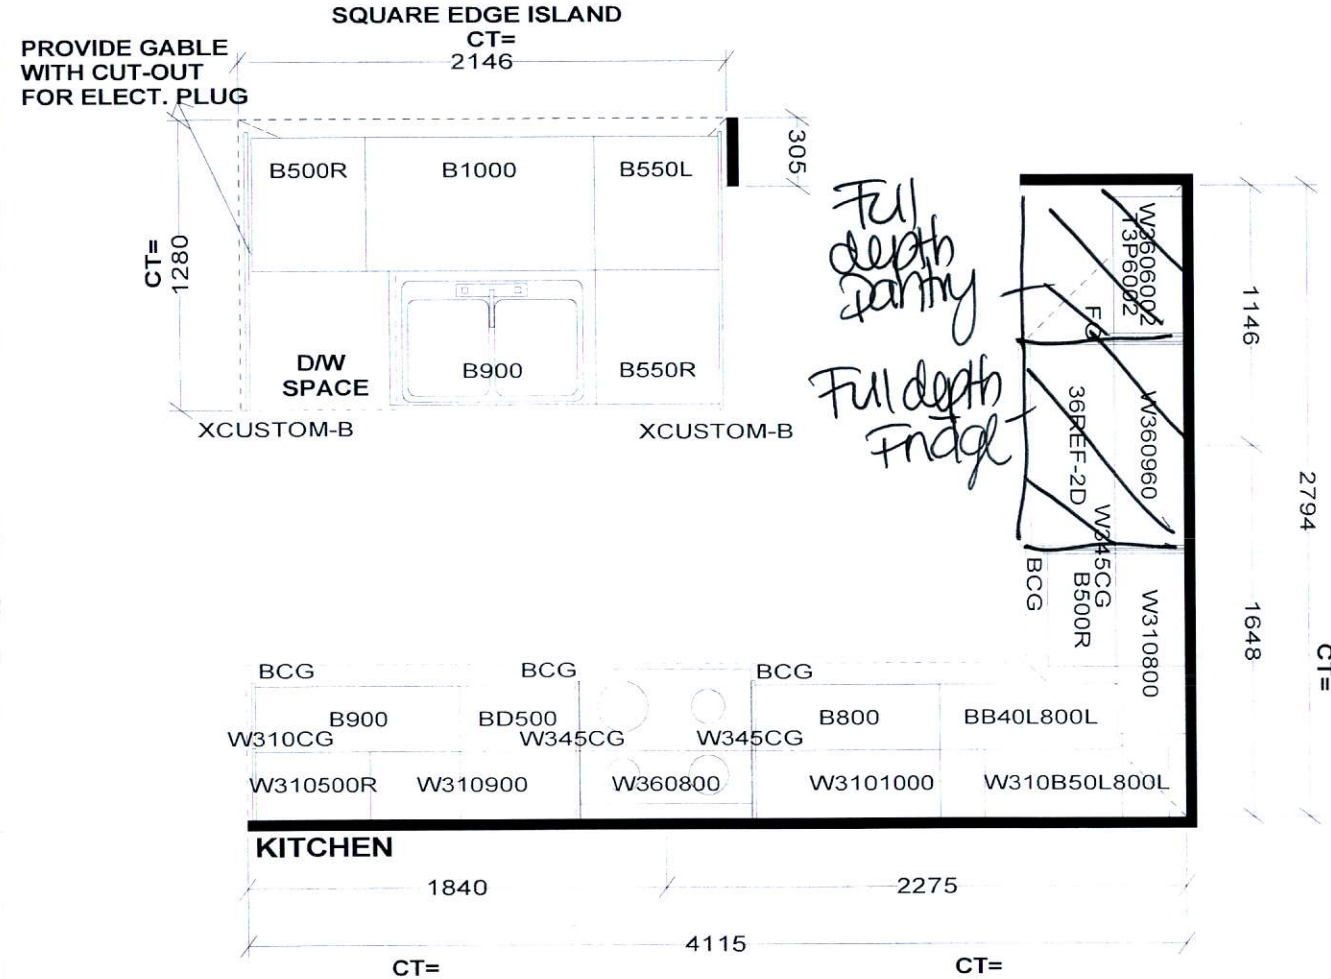 SQUARE EDGE ISLAND
CT=
2146
PROVIDE GABLE
WITH CUT-OUT
FOR ELECT. PLUG
305
B500R
B1000
B550L
CT=
1280
D/W
SPACE
B900
B550R
XCUSTOM-B
XCUSTOM-B
Full
depth
Pantry
Full depth
Fridge
W3606002
T3P6002
1146
W360960
36REF-2D
2794
W345CG
BCG
B500R
W310800
1648
CT=
BCG
BCG
BCG
B900
BD500
B800
BB40L800L
W310CG
W345CG
W345CG
W310500R
W310900
W360800
W3101000
W310B50L800L
KITCHEN
1840
2275
4115
CT=
CT=